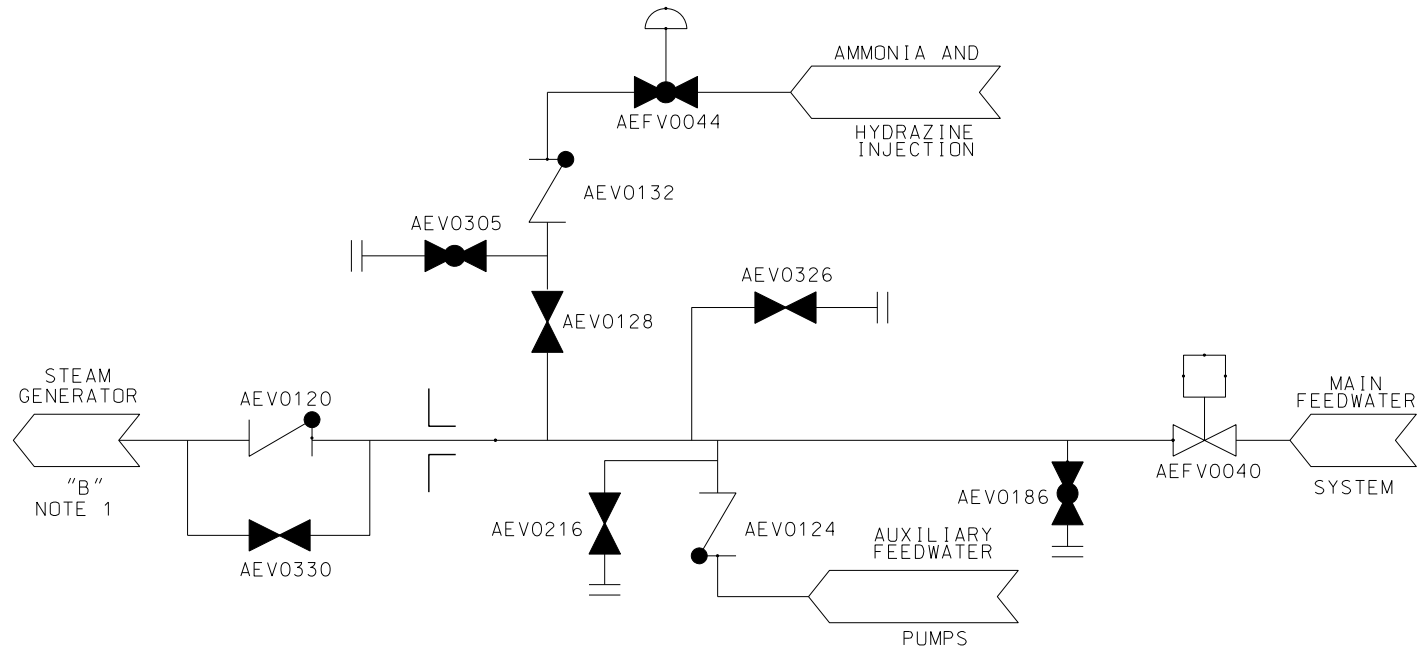 AMMONIA AND
AEFV0044
HYDRAZINE
INJECTION
AEV0132
AEV0305
AEV0326
AEV0128
STEAM
GENERATOR
AEV0120
MAIN
FEEDWATER
AEFV0040
"B"
NOTE 1
SYSTEM
AEV0186
AEV0216
AEV0124
AUXILIARY
FEEDWATER
AEV0330
PUMPS